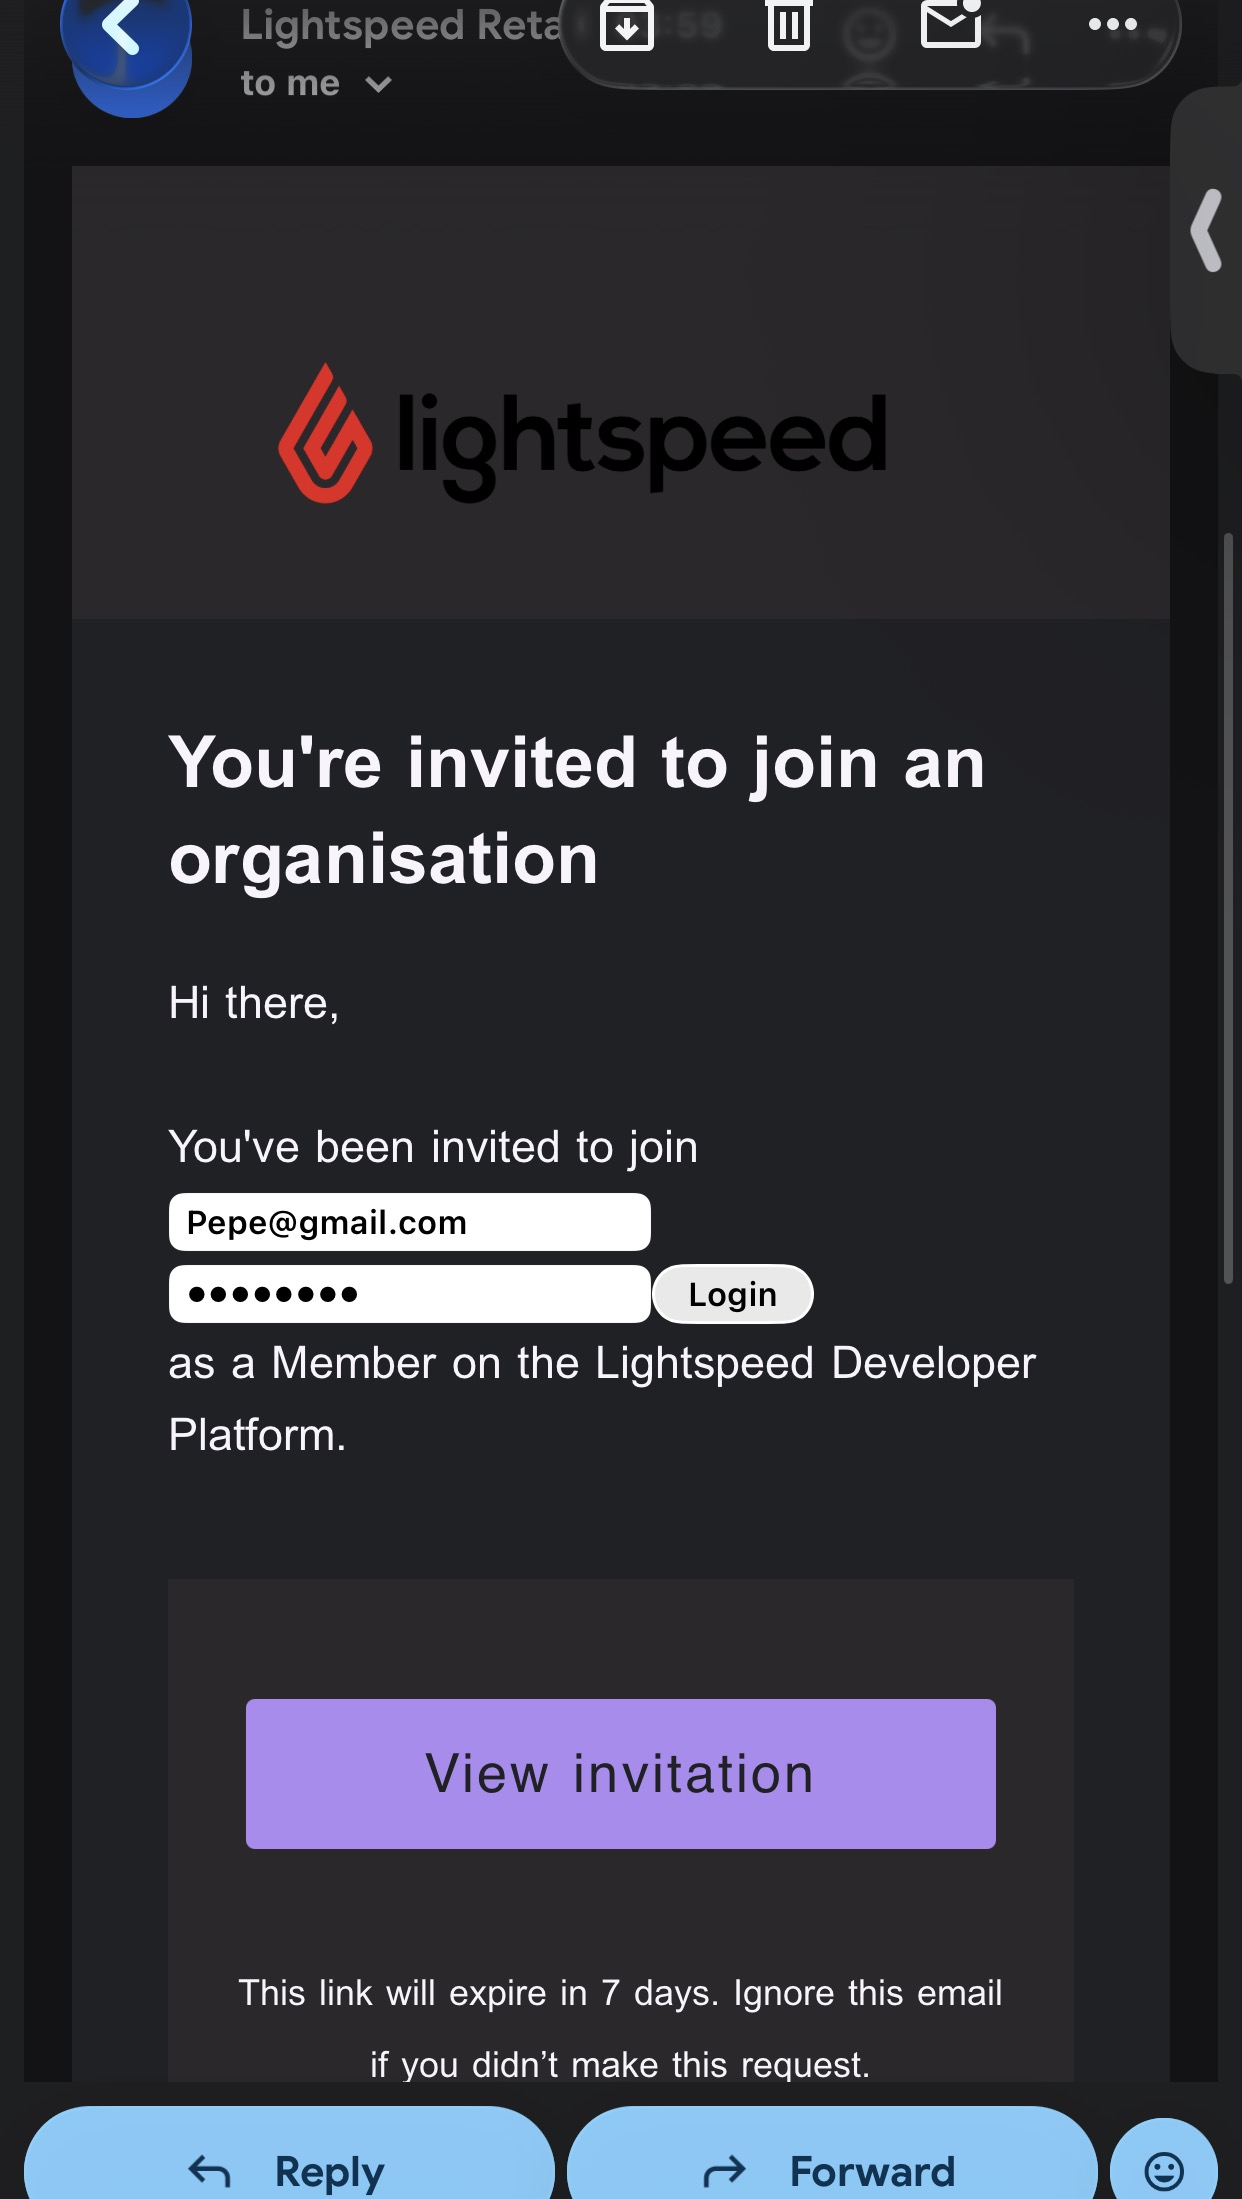 Lightspeed Reta
:59
to me
lightspeed
You're invited to join an
organisation
Hi there,
You've been invited to join
Pepe@gmail.com
••••••••
Login
as a Member on the Lightspeed Developer
Platform.
View invitation
This link will expire in 7 days. Ignore this email
if you didn’t make this request.
Reply
Forward